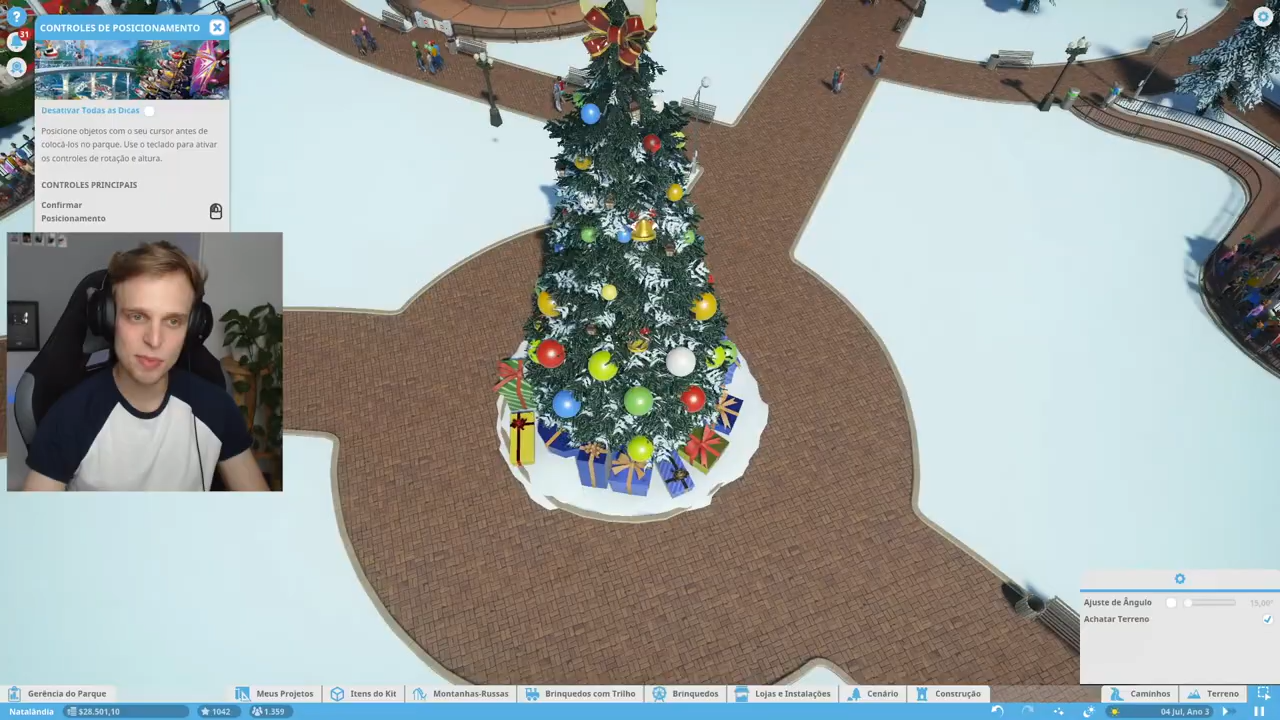 ?
31
CONTROLES DE POSICIONAMENTO
Desativar Todas as Dicas
Posicione objetos com o seu cursor antes de
colocá-los no parque. Use o teclado para ativar
os controles de rotação e altura.
CONTROLES PRINCIPAIS
Confirmar
Posicionamento
Ajuste de Ângulo
15,00°
Achatar Terreno
Gerência do Parque
Meus Projetos
Itens do Kit
Montanhas-Russas
Brinquedos com Trilho
Brinquedos
Lojas e Instalações
Cenário
Construção
Caminhos
Terreno
Natalândia
$28.501,10
1042
1.359
04 Jul, Ano 3